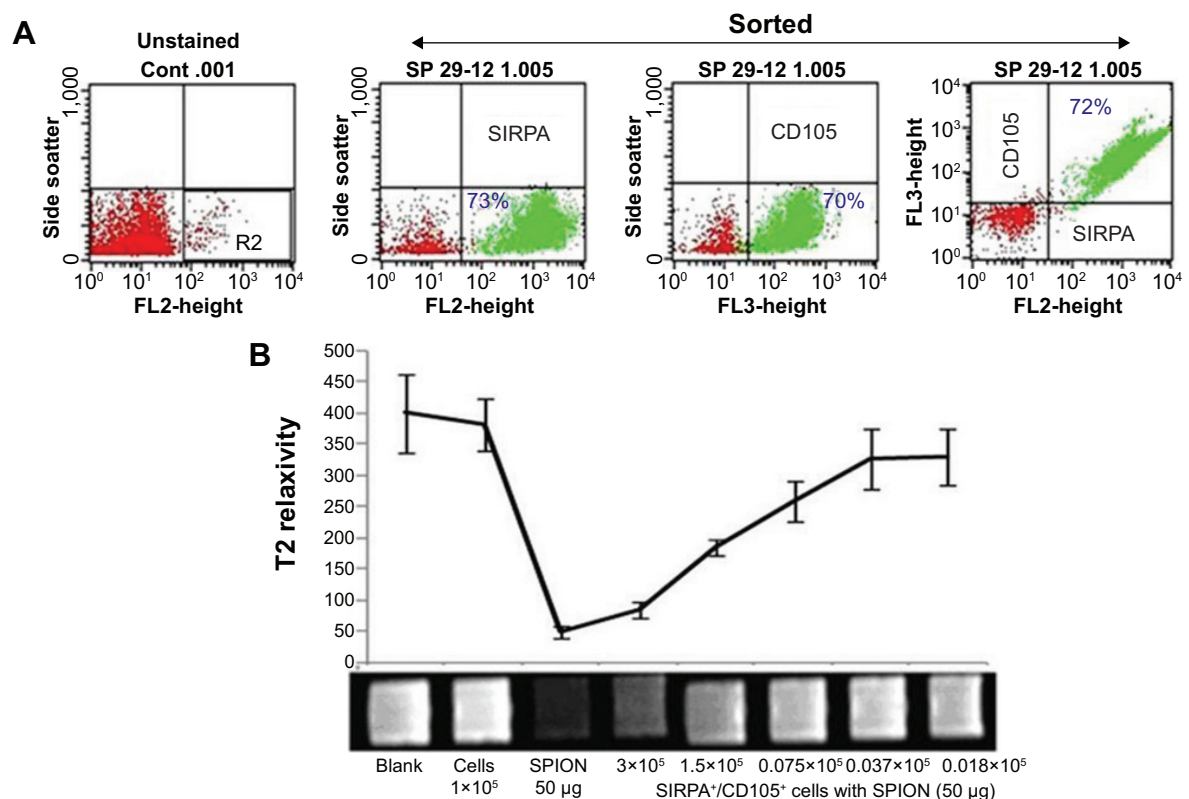 A
Unstained
Cont .001
Sorted
SP 29-12 1.005
SP 29-12 1.005
SP 29-12 1.005
Side soatter
1,000
0
R2
10⁰ 10¹ 10² 10³ 10⁴
FL2-height
Side soatter
1,000
0
SIRPA
73%
10⁰ 10¹ 10² 10³ 10⁴
FL2-height
Side soatter
1,000
0
CD105
70%
10⁰ 10¹ 10² 10³ 10⁴
FL3-height
FL3-height
10⁴
10³
10²
10¹
10⁰
CD105
72%
SIRPA
10⁰ 10¹ 10² 10³ 10⁴
FL2-height
B
T2 relaxivity
500
450
400
350
300
250
200
150
100
50
0
Blank Cells SPION 3×10⁵ 1.5×10⁵ 0.075×10⁵ 0.037×10⁵ 0.018×10⁵
1×10⁵ 50 µg SIRPA⁺/CD105⁺ cells with SPION (50 µg)